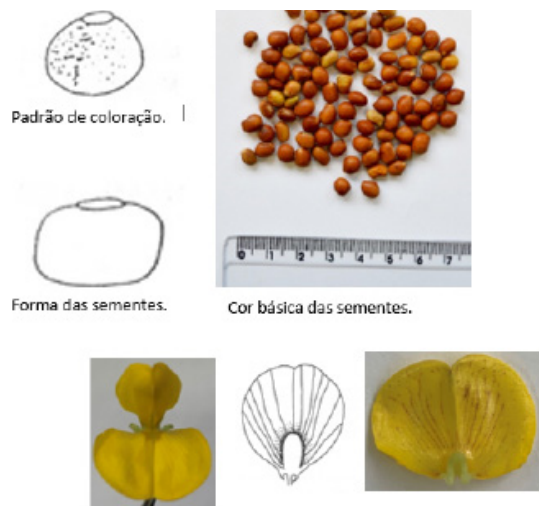 Padrão de coloração.
0 1 2 3 4 5 6 7
Forma das sementes.
Cor básica das sementes.